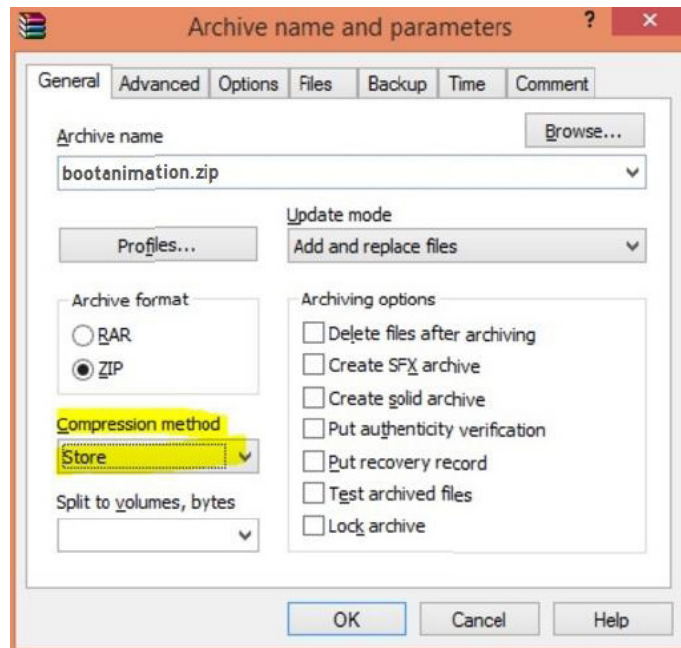 Archive name and parameters ? ×
General Advanced Options Files Backup Time Comment
Archive name
Browse...
bootanimation.zip
Profiles...
Update mode
Add and replace files
Archive format
RAR
ZIP
Compression method
Store
Split to volumes, bytes
Archiving options
Delete files after archiving
Create SFX archive
Create solid archive
Put authenticity verification
Put recovery record
Test archived files
Lock archive
OK Cancel Help